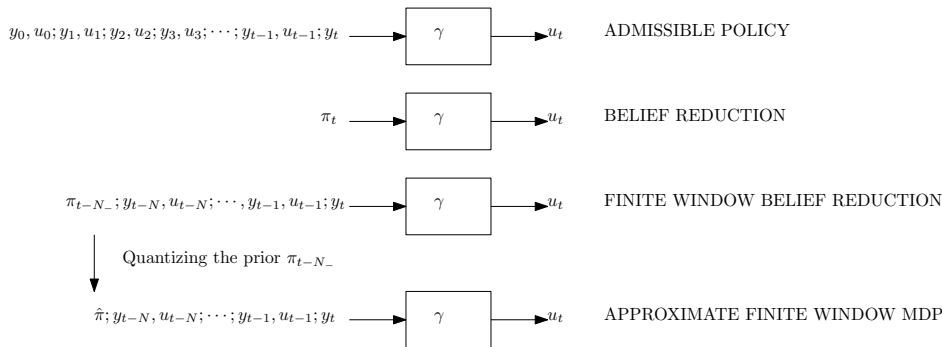 y_0, u_0; y_1, u_1; y_2, u_2; y_3, u_3; ⋯; y_{t−1}, u_{t−1}; y_t γ u_t ADMISSIBLE POLICY
π_t γ u_t BELIEF REDUCTION
π_{t−N_−}; y_{t−N}, u_{t−N}; ⋯, y_{t−1}, u_{t−1}; y_t γ u_t FINITE WINDOW BELIEF REDUCTION
Quantizing the prior π_{t−N_−}
π̂; y_{t−N}, u_{t−N}; ⋯; y_{t−1}, u_{t−1}; y_t γ u_t APPROXIMATE FINITE WINDOW MDP